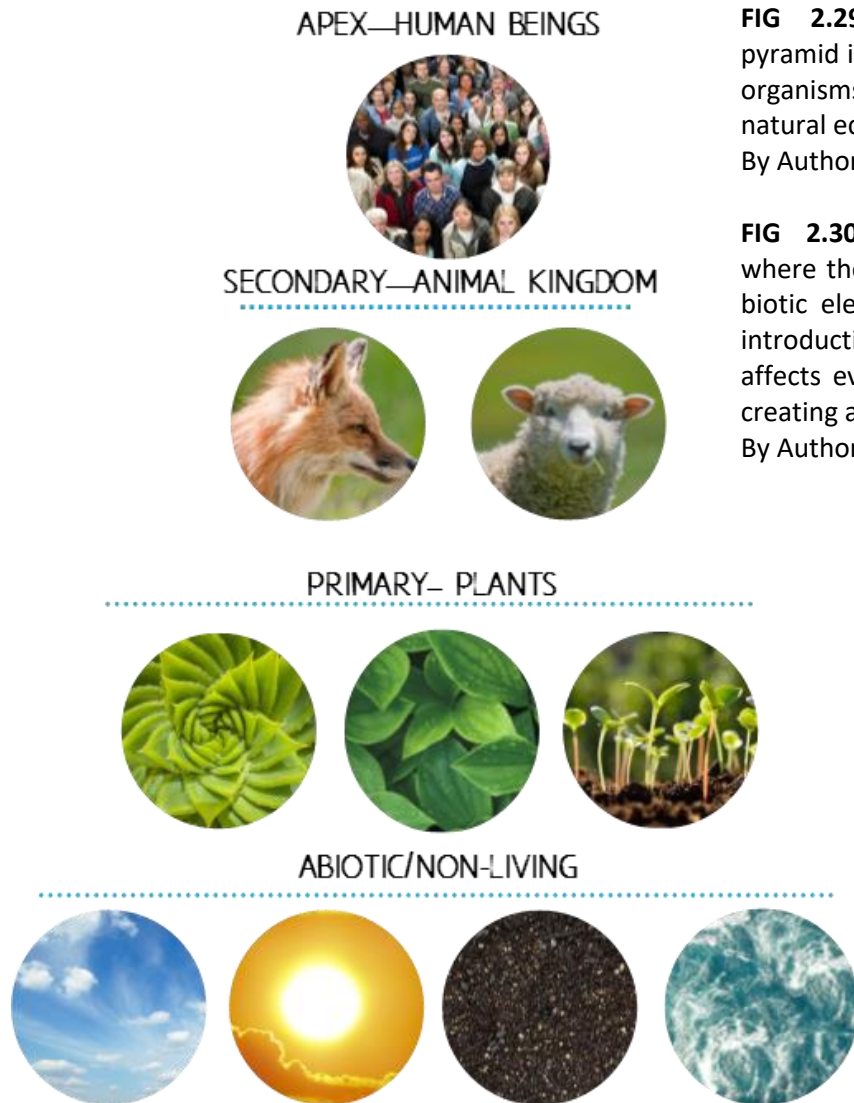 APEX—HUMAN BEINGS
SECONDARY—ANIMAL KINGDOM
PRIMARY— PLANTS
ABIOTIC/NON-LIVING
FIG 2.29
pyramid i
organisms
natural ec
By Author
FIG 2.30
where the
biotic ele
introducti
affects ev
creating a
By Author